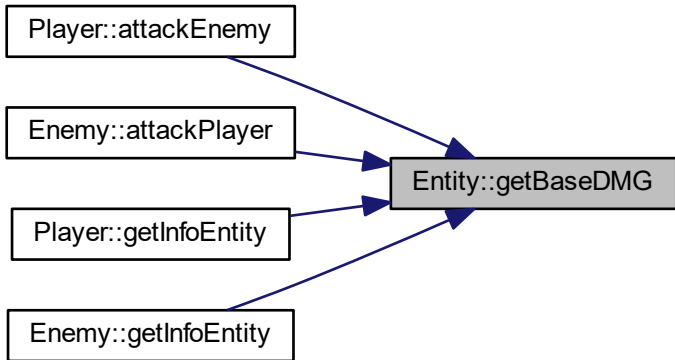 Player::attackEnemy
Enemy::attackPlayer
Entity::getBaseDMG
Player::getInfoEntity
Enemy::getInfoEntity